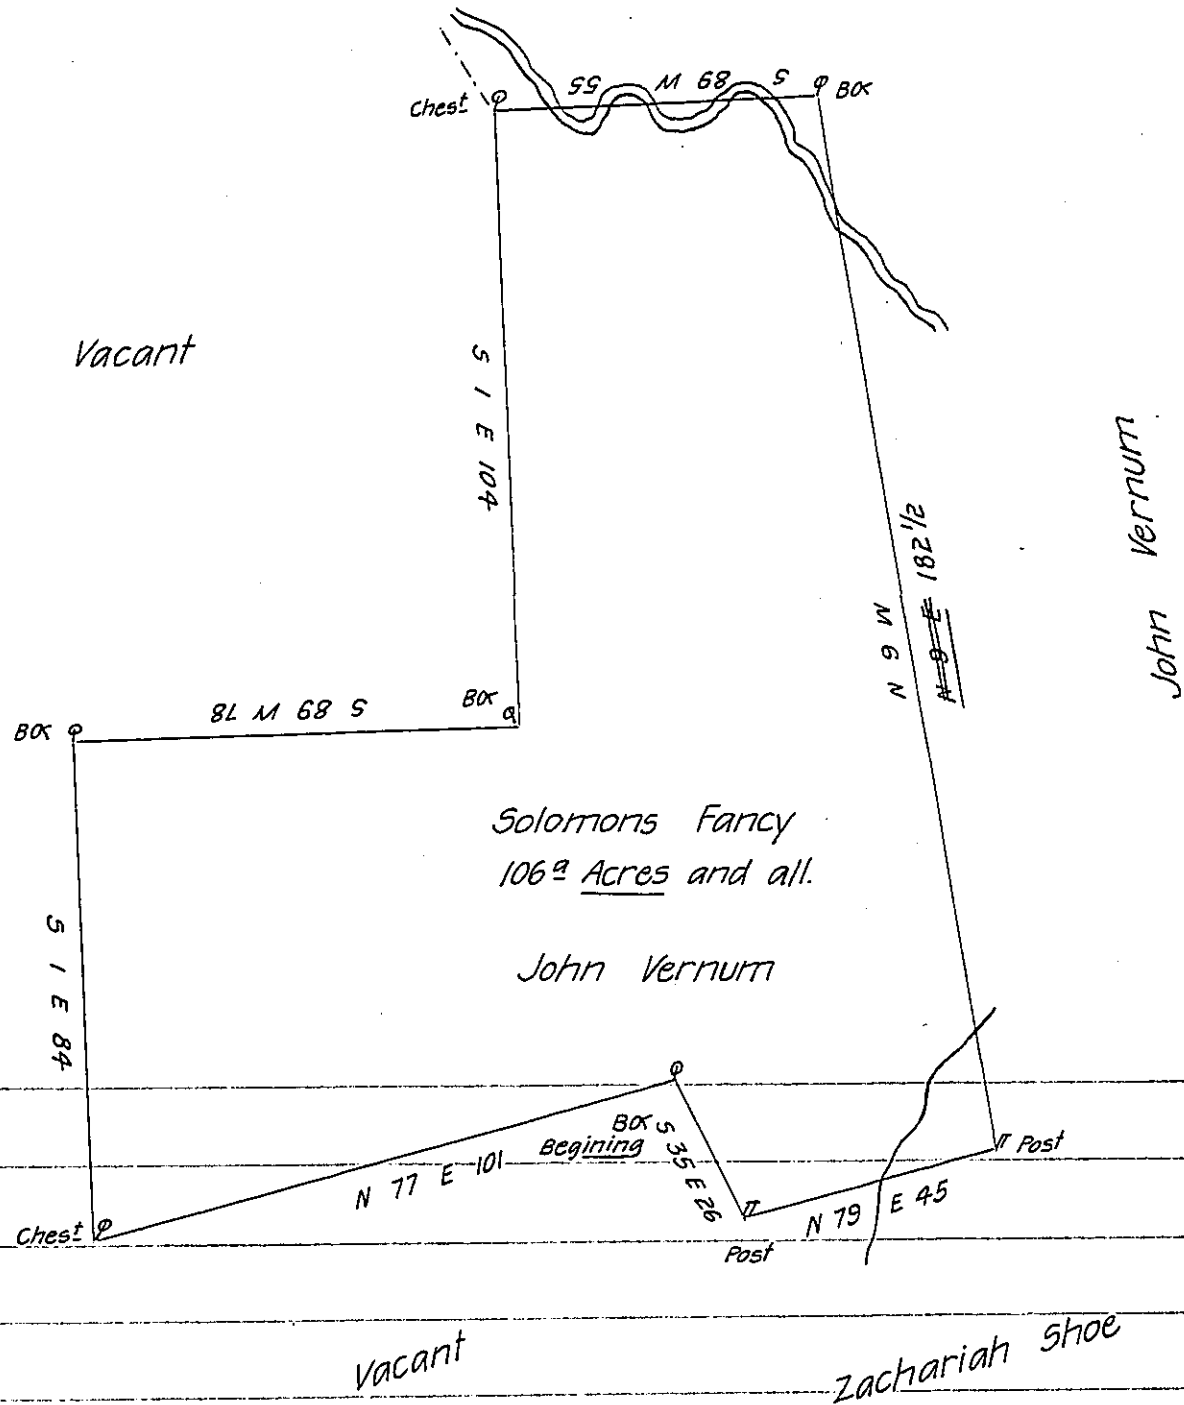 Chest
S 89 W 55
BOX
Vacant
S 1 E 104
N 9 W
N 8 E 182 1/2
John Vernum
BOX
S 89 W 78
BOX
Solomons Fancy
106a Acres and all.
John Vernum
S 1 E 84
BOX
Begining
S 35 E 26
N 77 E 101
Post
Post
N 79 E 45
Chest
Vacant
Zachariah Shoe